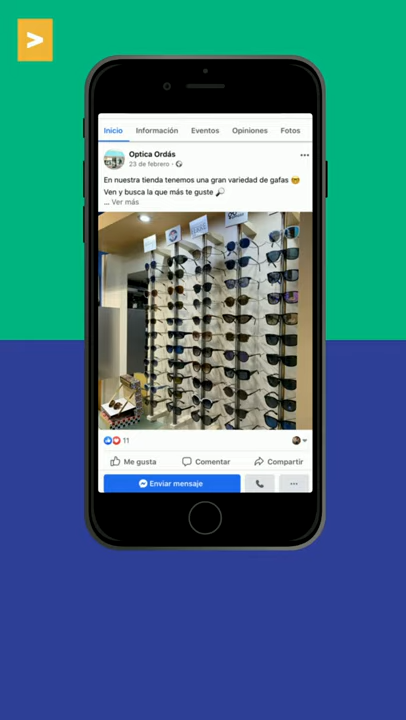 >
Inicio Información Eventos Opiniones Fotos
Optica Ordás
23 de febrero ·
En nuestra tienda tenemos una gran variedad de gafas 🤓
Ven y busca la que más te guste 🔎
... Ver más
11
Me gusta Comentar Compartir
Enviar mensaje